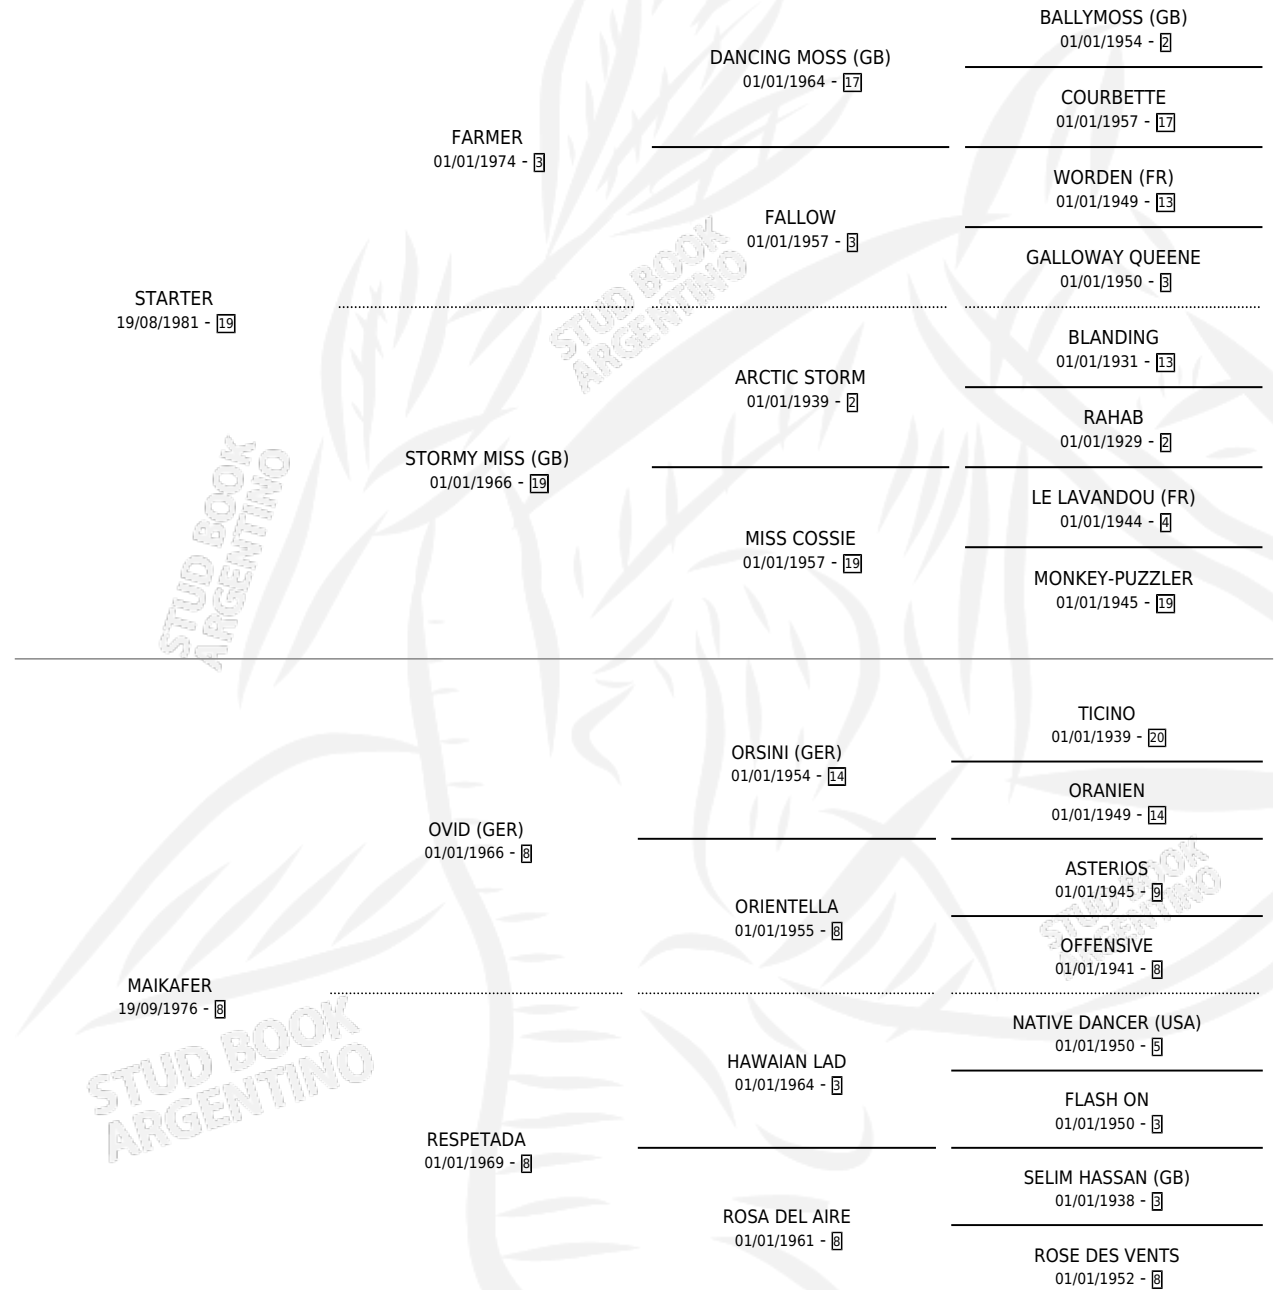 BALLYMOSS (GB)
01/01/1954 - 2
DANCING MOSS (GB)
01/01/1964 - 17
COURBETTE
01/01/1957 - 17
FARMER
01/01/1974 - 3
WORDEN (FR)
01/01/1949 - 13
FALLOW
01/01/1957 - 3
GALLOWAY QUEENE
01/01/1950 - 3
STARTER
19/08/1981 - 19
BLANDING
01/01/1931 - 13
ARCTIC STORM
01/01/1939 - 2
RAHAB
01/01/1929 - 2
STORMY MISS (GB)
01/01/1966 - 19
LE LAVANDOU (FR)
01/01/1944 - 4
MISS COSSIE
01/01/1957 - 19
MONKEY-PUZZLER
01/01/1945 - 19
TICINO
01/01/1939 - 20
ORSINI (GER)
01/01/1954 - 14
ORANIEN
01/01/1949 - 14
OVID (GER)
01/01/1966 - 8
ASTERIOS
01/01/1945 - 9
ORIENTELLA
01/01/1955 - 8
OFFENSIVE
01/01/1941 - 8
MAIKAFER
19/09/1976 - 8
NATIVE DANCER (USA)
01/01/1950 - 5
HAWAIAN LAD
01/01/1964 - 3
FLASH ON
01/01/1950 - 3
RESPETADA
01/01/1969 - 8
SELIM HASSAN (GB)
01/01/1938 - 3
ROSA DEL AIRE
01/01/1961 - 8
ROSE DES VENTS
01/01/1952 - 8
STUD BOOK
ARGENTINO
STUD BOOK
ARGENTINO
STUD BOOK
ARGENTINO
STUD BOOK
ARGENTINO